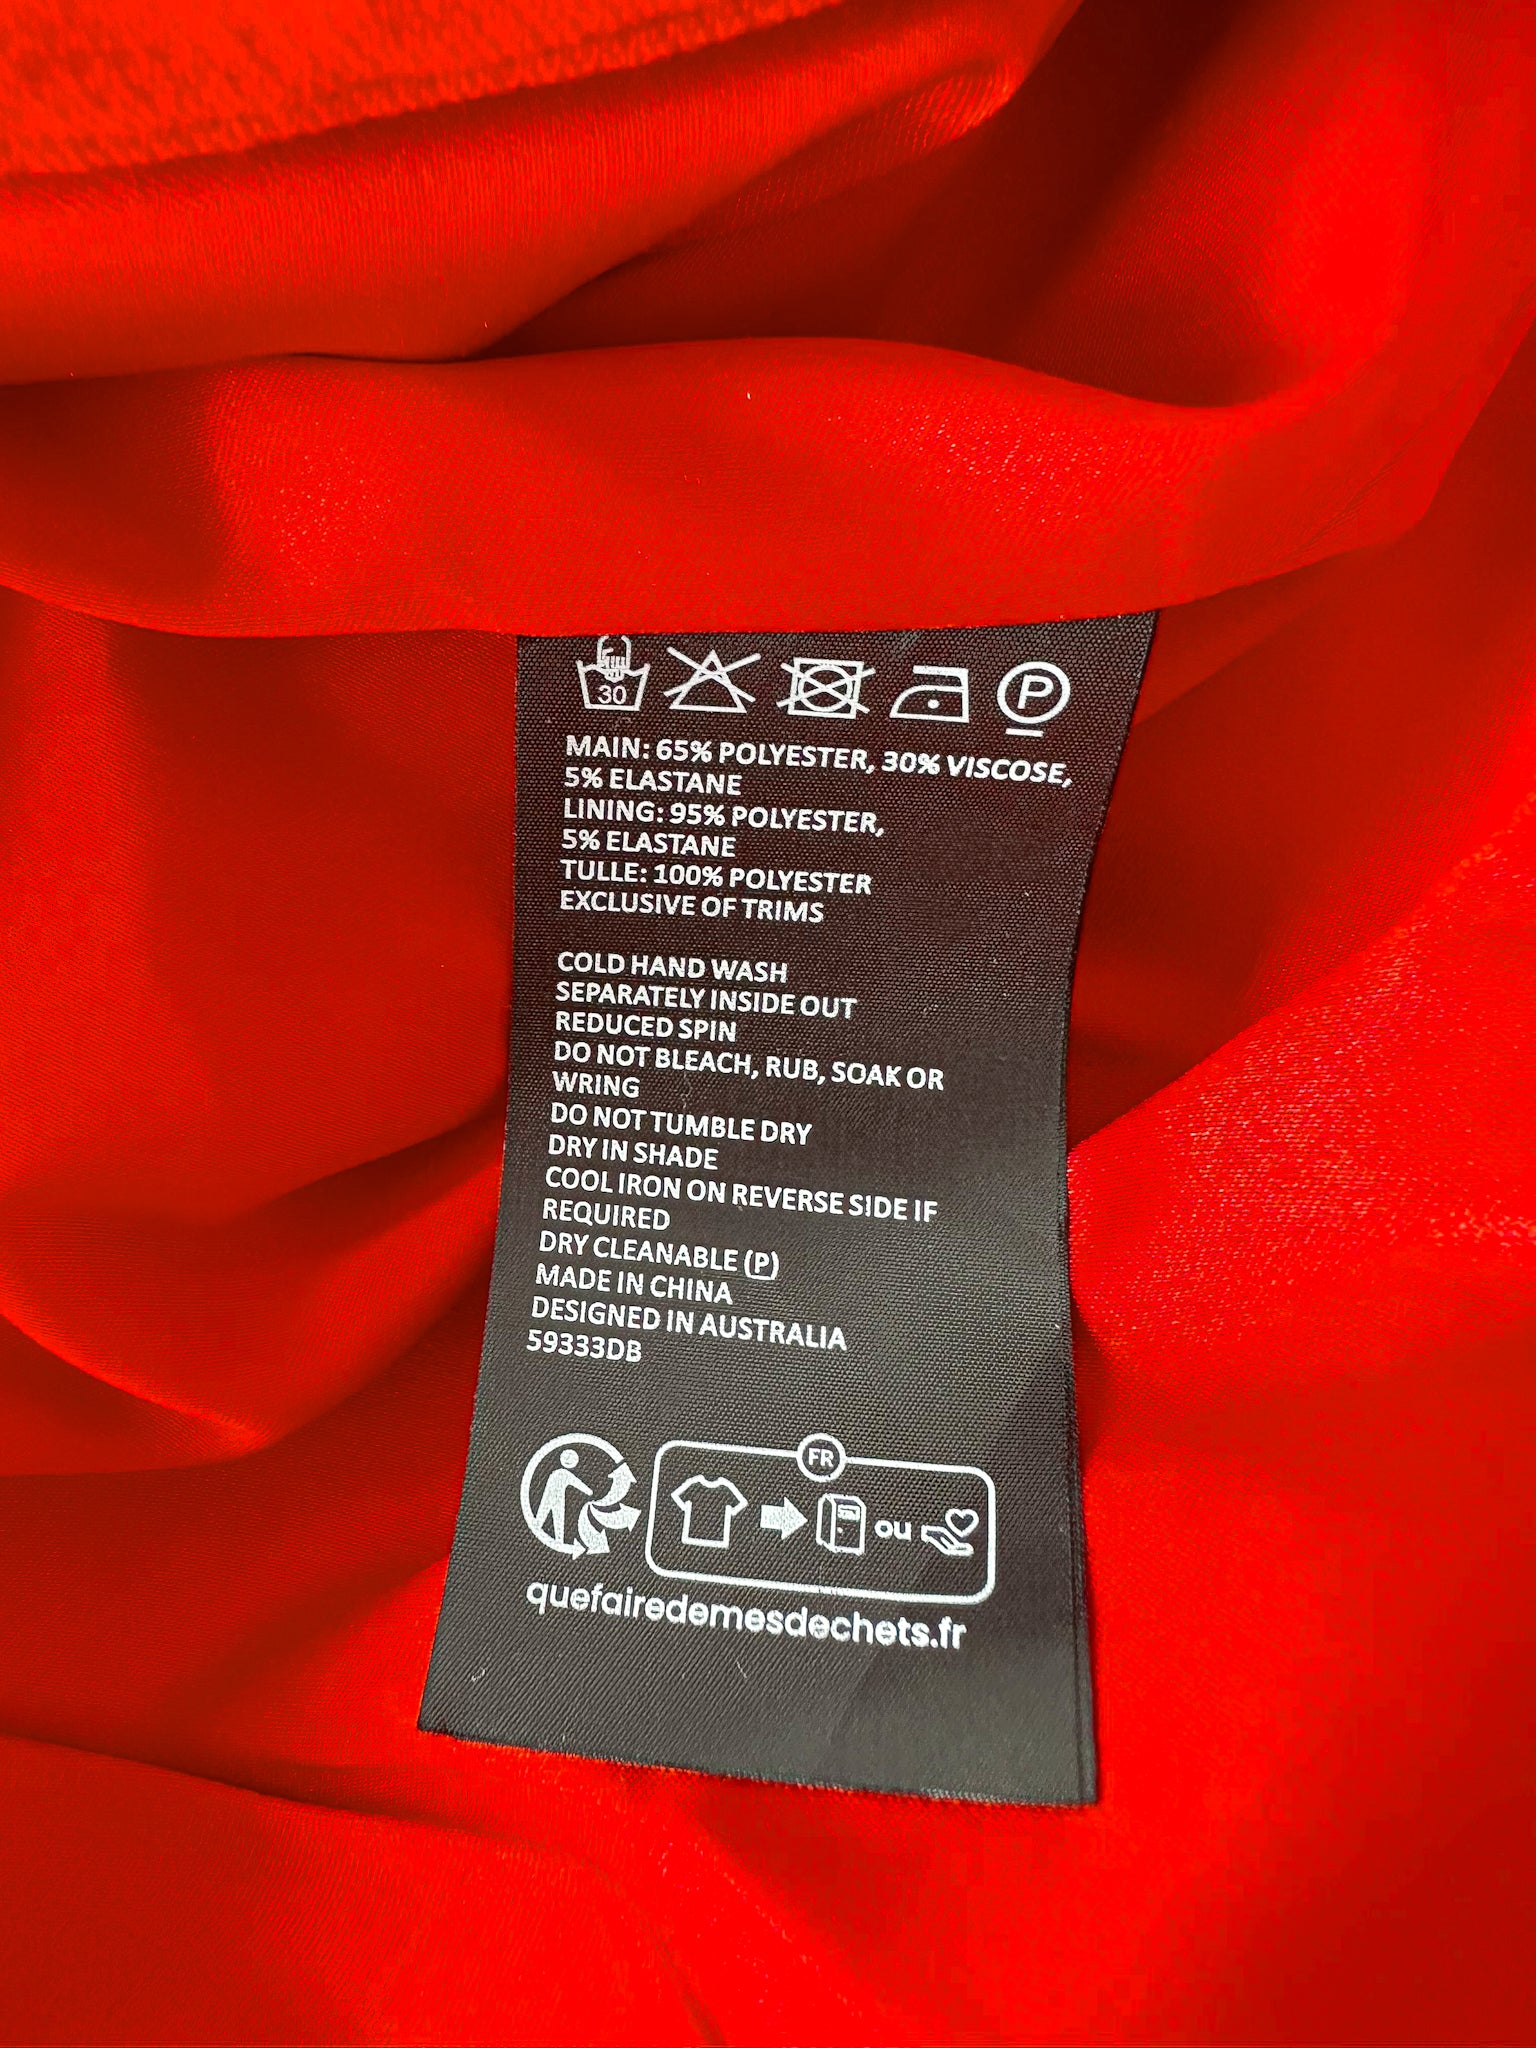 30
P
MAIN: 65% POLYESTER, 30% VISCOSE,
5% ELASTANE
LINING: 95% POLYESTER,
5% ELASTANE
TULLE: 100% POLYESTER
EXCLUSIVE OF TRIMS
COLD HAND WASH
SEPARATELY INSIDE OUT
REDUCED SPIN
DO NOT BLEACH, RUB, SOAK OR
WRING
DO NOT TUMBLE DRY
DRY IN SHADE
COOL IRON ON REVERSE SIDE IF
REQUIRED
DRY CLEANABLE (P)
MADE IN CHINA
DESIGNED IN AUSTRALIA
59333DB
FR
ou
quefairedemesdechets.fr